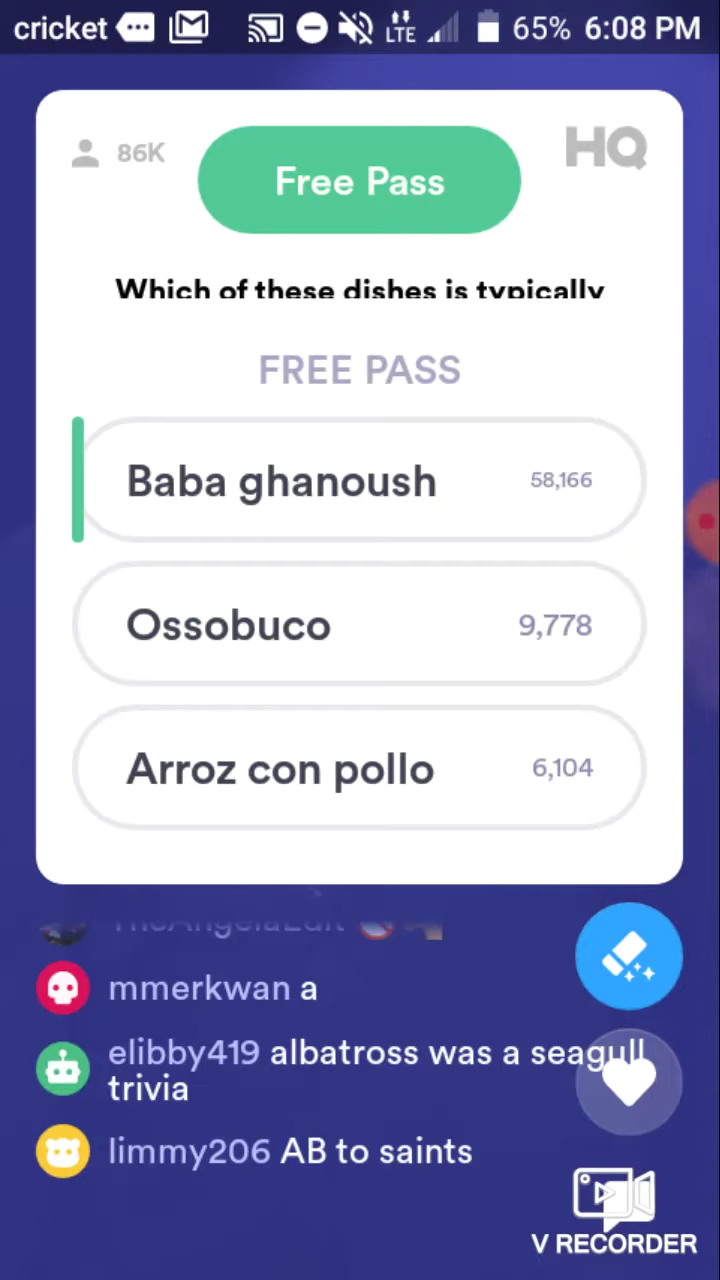 cricket LTE 65% 6:08 PM
86K Free Pass HQ
Which of these dishes is typically
FREE PASS
Baba ghanoush 58,166
Ossobuco 9,778
Arroz con pollo 6,104
TheAngelaEdit
mmerkwan a
elibby419 albatross was a seagull
trivia
limmy206 AB to saints
V RECORDER